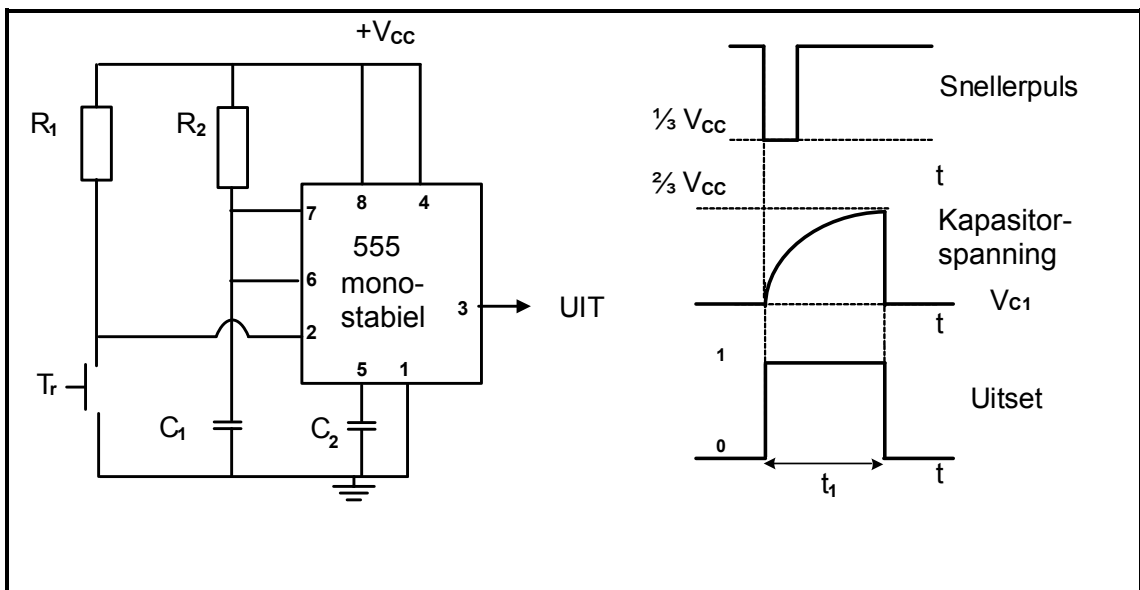 +Vcc
R1
R2
7
8
4
555
mono-
stabiel
6
3
UIT
2
5
1
Tr
C1
C2
Snellerpuls
⅓ Vcc
t
⅔ Vcc
Kapasitor-
spanning
VC1
t
1
Uitset
0
t1
t